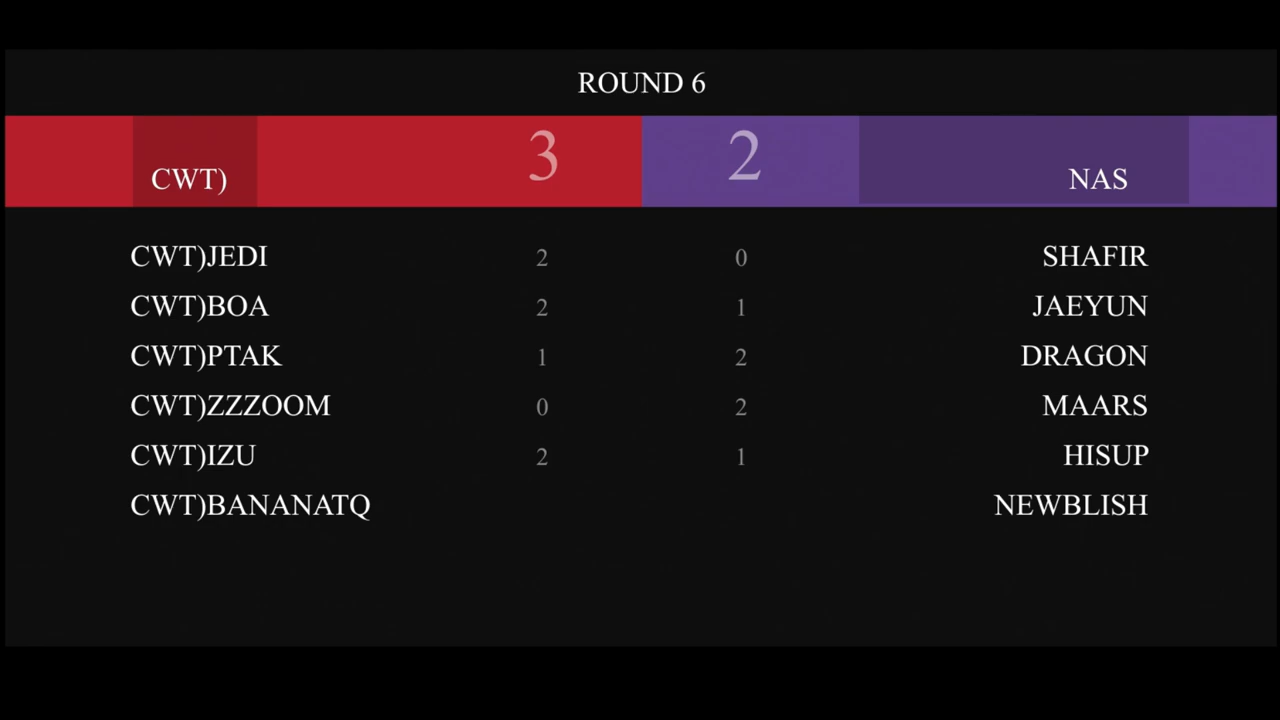 ROUND 6
CWT) 3 2 NAS
CWT)JEDI 2 0 SHAFIR
CWT)BOA 2 1 JAEYUN
CWT)PTAK 1 2 DRAGON
CWT)ZZZOOM 0 2 MAARS
CWT)IZU 2 1 HISUP
CWT)BANANATQ NEWBLISH